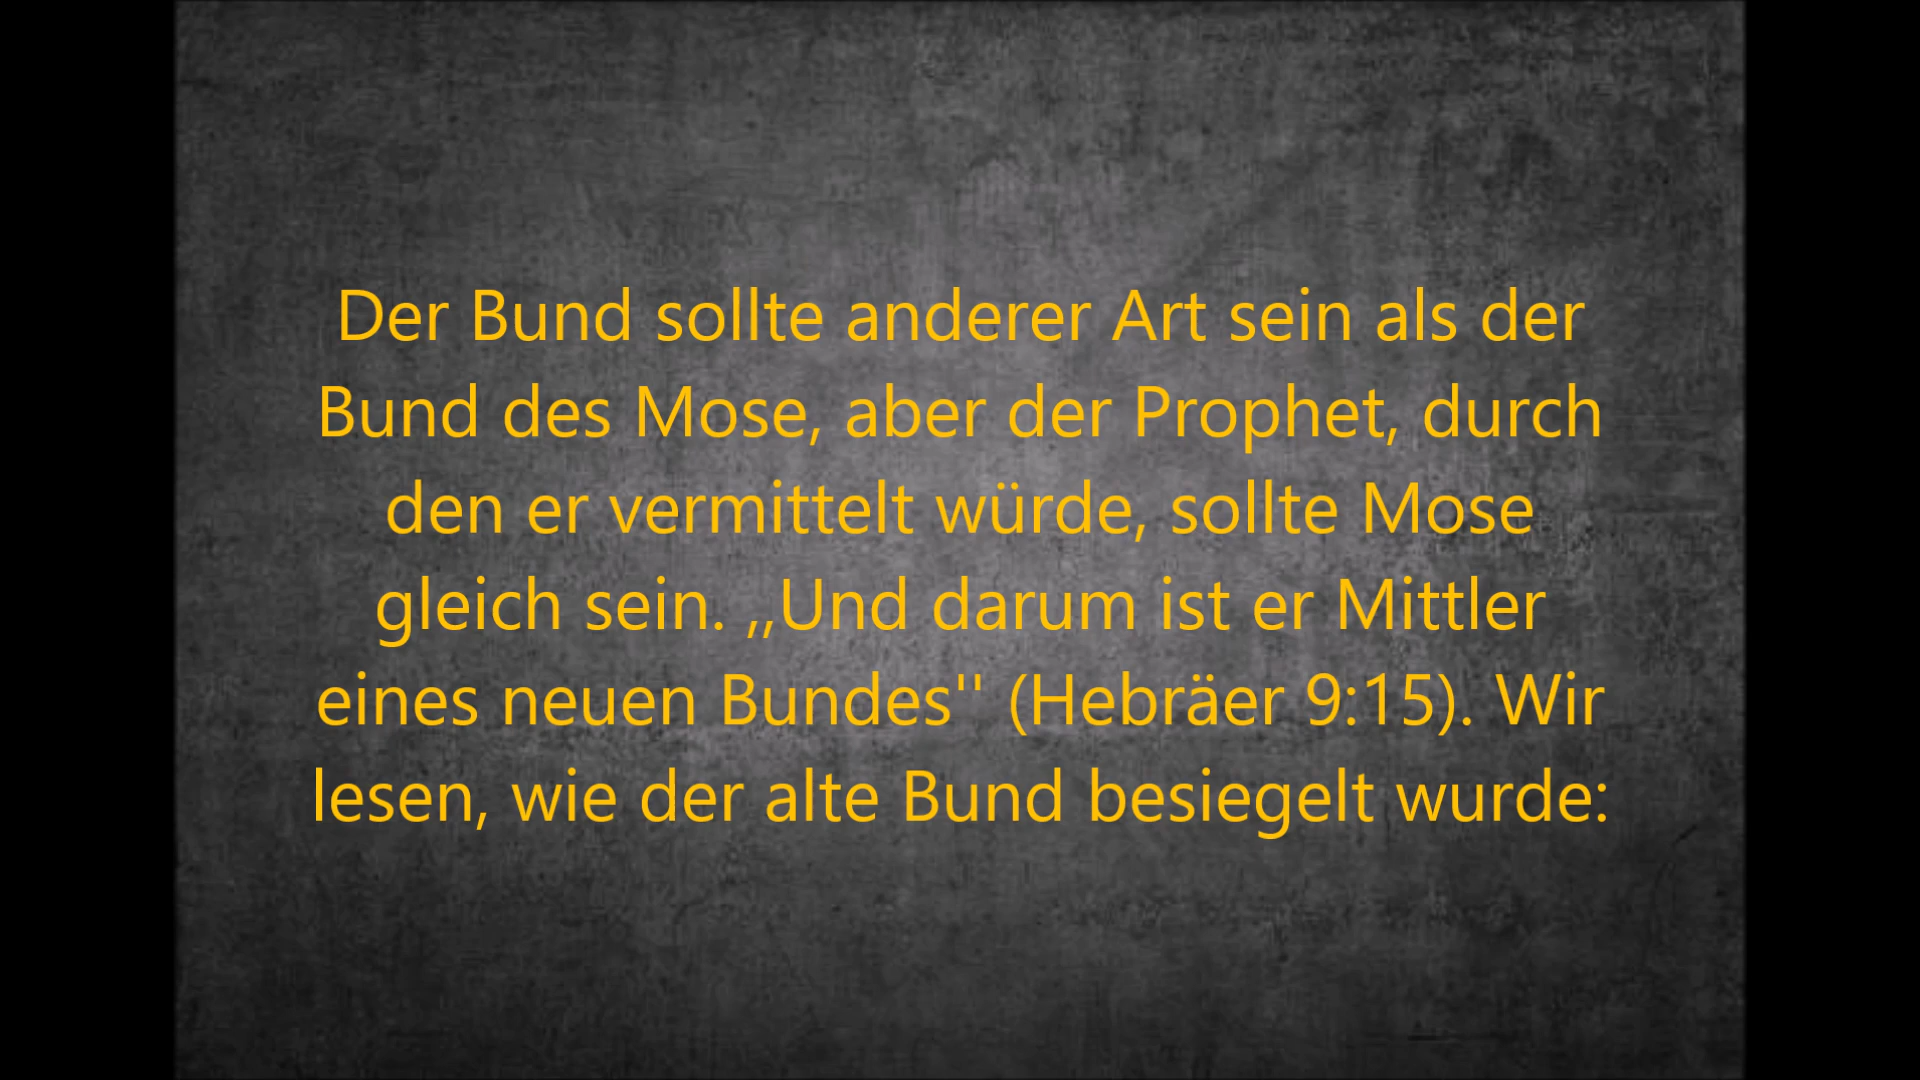 Der Bund sollte anderer Art sein als der
Bund des Mose, aber der Prophet, durch
den er vermittelt würde, sollte Mose
gleich sein. ,,Und darum ist er Mittler
eines neuen Bundes'' (Hebräer 9:15). Wir
lesen, wie der alte Bund besiegelt wurde: